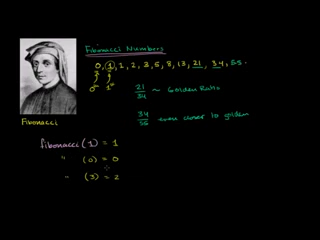 Fibonacci Numbers
0, 1, 1, 2, 3, 5, 8, 13, 21, 34, 55.
0th 1st
21/34 ~ Golden Ratio
34/55 even closer to golden
Fibonacci
fibonacci (1) = 1
" (0) = 0
" (3) = 2